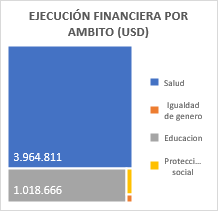 EJECUCIÓN FINANCIERA POR
AMBITO (USD)
Salud
Igualdad
de genero
Educacion
Protecci...
social
3.964.811
1.018.666